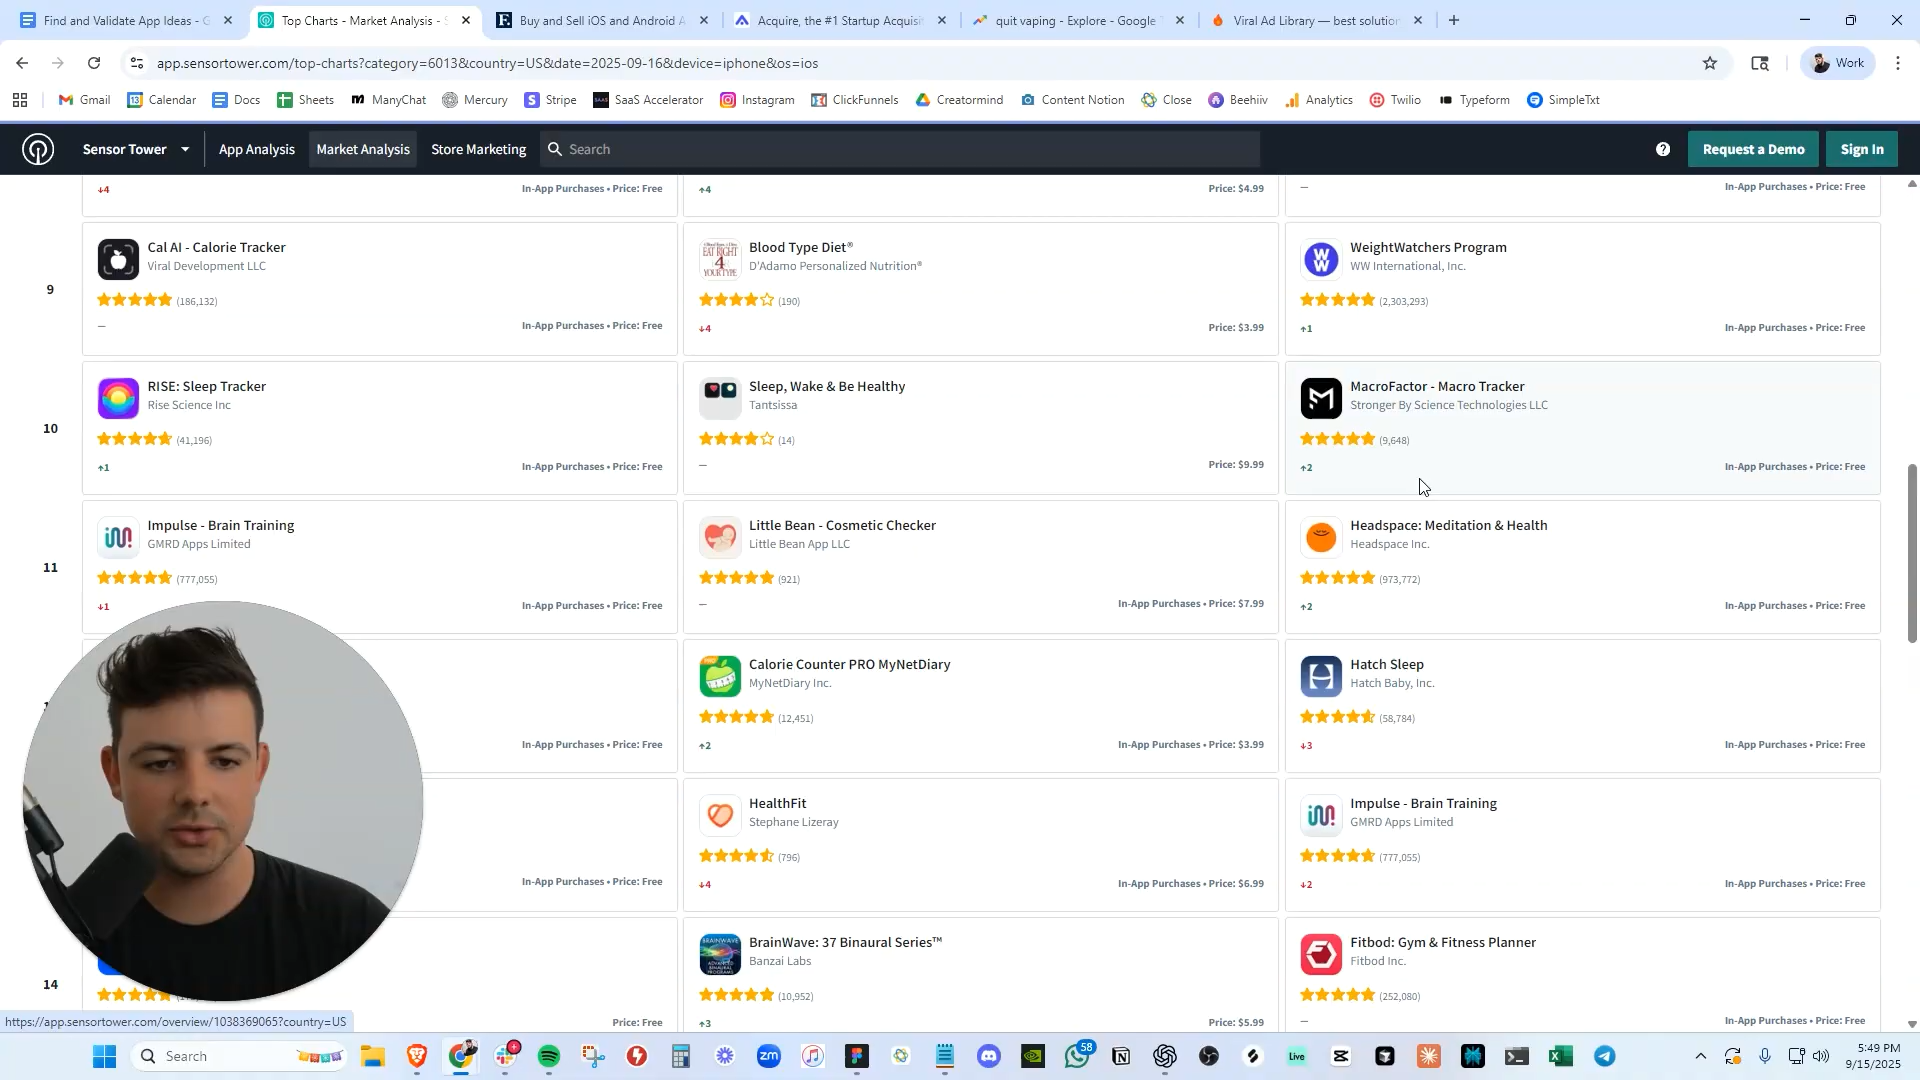 Find and Validate App Ideas - G
Top Charts - Market Analysis - S
Buy and Sell iOS and Android A
Acquire, the #1 Startup Acquisit
quit vaping - Explore - Google T
Viral Ad Library — best solution
app.sensortower.com/top-charts?category=6013&country=US&date=2025-09-16&device=iphone&os=ios
Work
Gmail
Calendar
Docs
Sheets
ManyChat
Mercury
Stripe
SaaS Accelerator
Instagram
ClickFunnels
Creatormind
Content Notion
Close
Beehiiv
Analytics
Twilio
Typeform
SimpleTxt
Sensor Tower
App Analysis
Market Analysis
Store Marketing
Search
Request a Demo
Sign In
↓4
In-App Purchases • Price: Free
↑4
Price: $4.99
–
In-App Purchases • Price: Free
9
Cal AI - Calorie Tracker
Viral Development LLC
(186,132)
–
In-App Purchases • Price: Free
EAT RIGHT
4
YOUR TYPE
Blood Type Diet®
D'Adamo Personalized Nutrition®
(190)
↓4
Price: $3.99
WeightWatchers Program
WW International, Inc.
(2,303,293)
↑1
In-App Purchases • Price: Free
10
RISE: Sleep Tracker
Rise Science Inc
(41,196)
↑1
In-App Purchases • Price: Free
Sleep, Wake & Be Healthy
Tantsissa
(14)
–
Price: $9.99
MacroFactor - Macro Tracker
Stronger By Science Technologies LLC
(9,648)
↑2
In-App Purchases • Price: Free
11
Impulse - Brain Training
GMRD Apps Limited
(777,055)
↓1
In-App Purchases • Price: Free
Little Bean - Cosmetic Checker
Little Bean App LLC
(921)
–
In-App Purchases • Price: $7.99
Headspace: Meditation & Health
Headspace Inc.
(973,772)
↑2
In-App Purchases • Price: Free
In-App Purchases • Price: Free
Calorie Counter PRO MyNetDiary
MyNetDiary Inc.
(12,451)
↑2
In-App Purchases • Price: $3.99
Hatch Sleep
Hatch Baby, Inc.
(58,784)
↓3
In-App Purchases • Price: Free
In-App Purchases • Price: Free
HealthFit
Stephane Lizeray
(796)
↓4
In-App Purchases • Price: $6.99
Impulse - Brain Training
GMRD Apps Limited
(777,055)
↓2
In-App Purchases • Price: Free
14
Price: Free
BRAINWAVE
BrainWave: 37 Binaural Series™
Banzai Labs
(10,952)
↑3
Price: $5.99
Fitbod: Gym & Fitness Planner
Fitbod Inc.
(252,080)
–
In-App Purchases • Price: Free
https://app.sensortower.com/overview/1038369065?country=US
Search
zm
58
Live
5:49 PM
9/15/2025